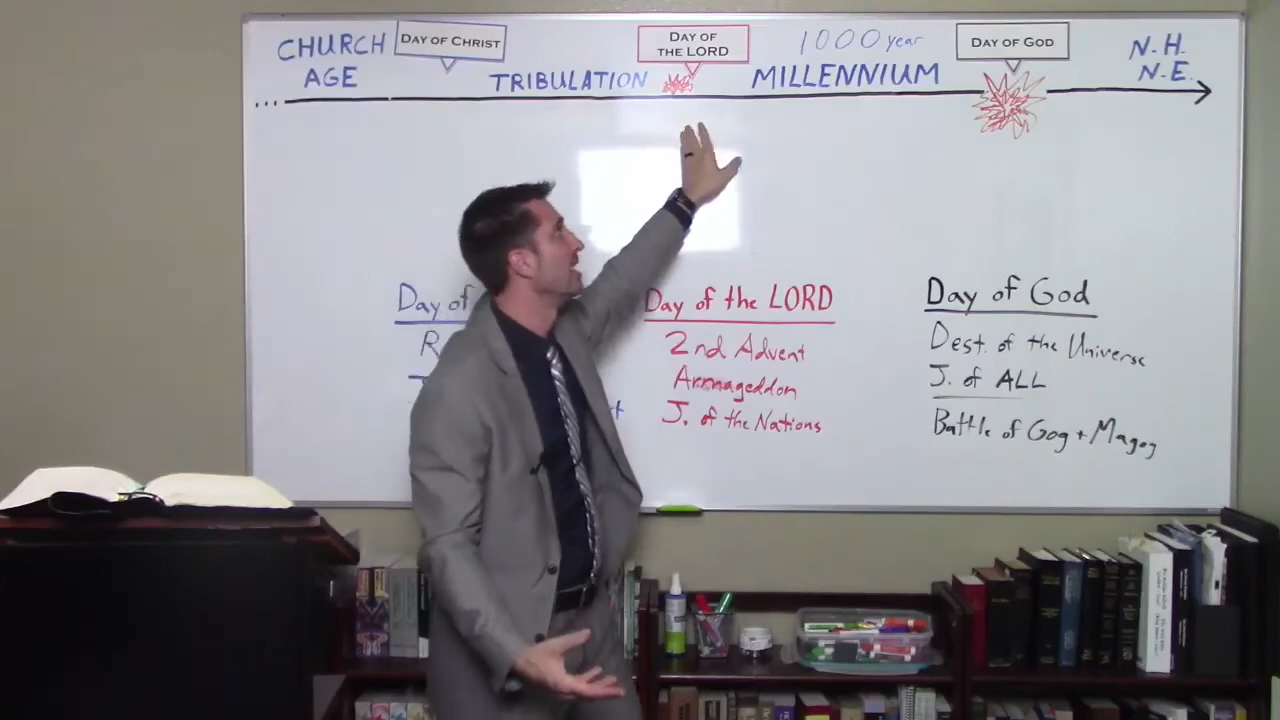 CHURCH
AGE
DAY OF CHRIST
TRIBULATION
DAY OF
THE LORD
1000 year
MILLENNIUM
DAY OF GOD
N.H.
N.E.
...
Day of
R
Day of the LORD
2nd Advent
Armageddon
J. of the Nations
Day of God
Dest. of the Universe
J. of ALL
Battle of Gog + Magog